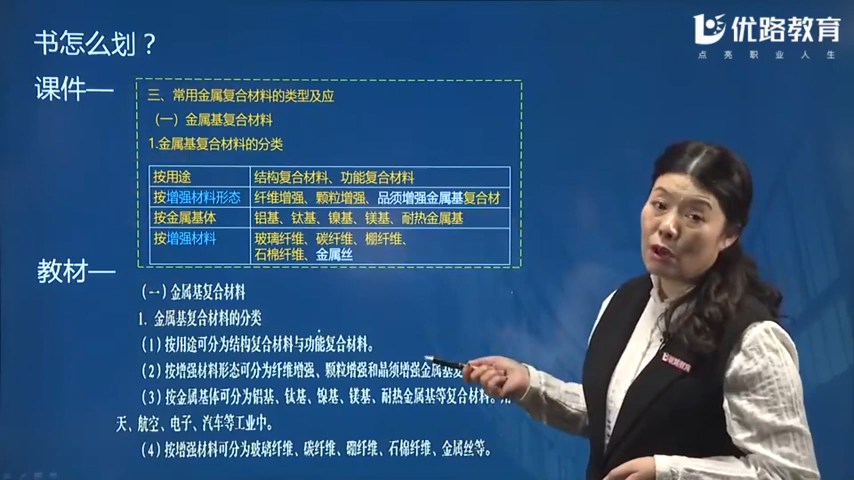 书怎么划？
优路教育
点亮职业人生
课件—
三、常用金属复合材料的类型及应
（一）金属基复合材料
1.金属基复合材料的分类
按用途 结构复合材料、功能复合材料
按增强材料形态 纤维增强、颗粒增强、品须增强金属基复合材
按金属基体 铝基、钛基、镍基、镁基、耐热金属基
按增强材料 玻璃纤维、碳纤维、棚纤维、
石棉纤维、金属丝
教材—
（一）金属基复合材料
1. 金属基复合材料的分类
（1）按用途可分为结构复合材料与功能复合材料。
（2）按增强材料形态可分为纤维增强、颗粒增强和晶须增强金属基复
（3）按金属基体可分为铝基、钛基、镍基、镁基、耐热金属基等复合材料。用
天、航空、电子、汽车等工业中。
（4）按增强材料可分为玻璃纤维、碳纤维、硼纤维、石棉纤维、金属丝等。
优路教育